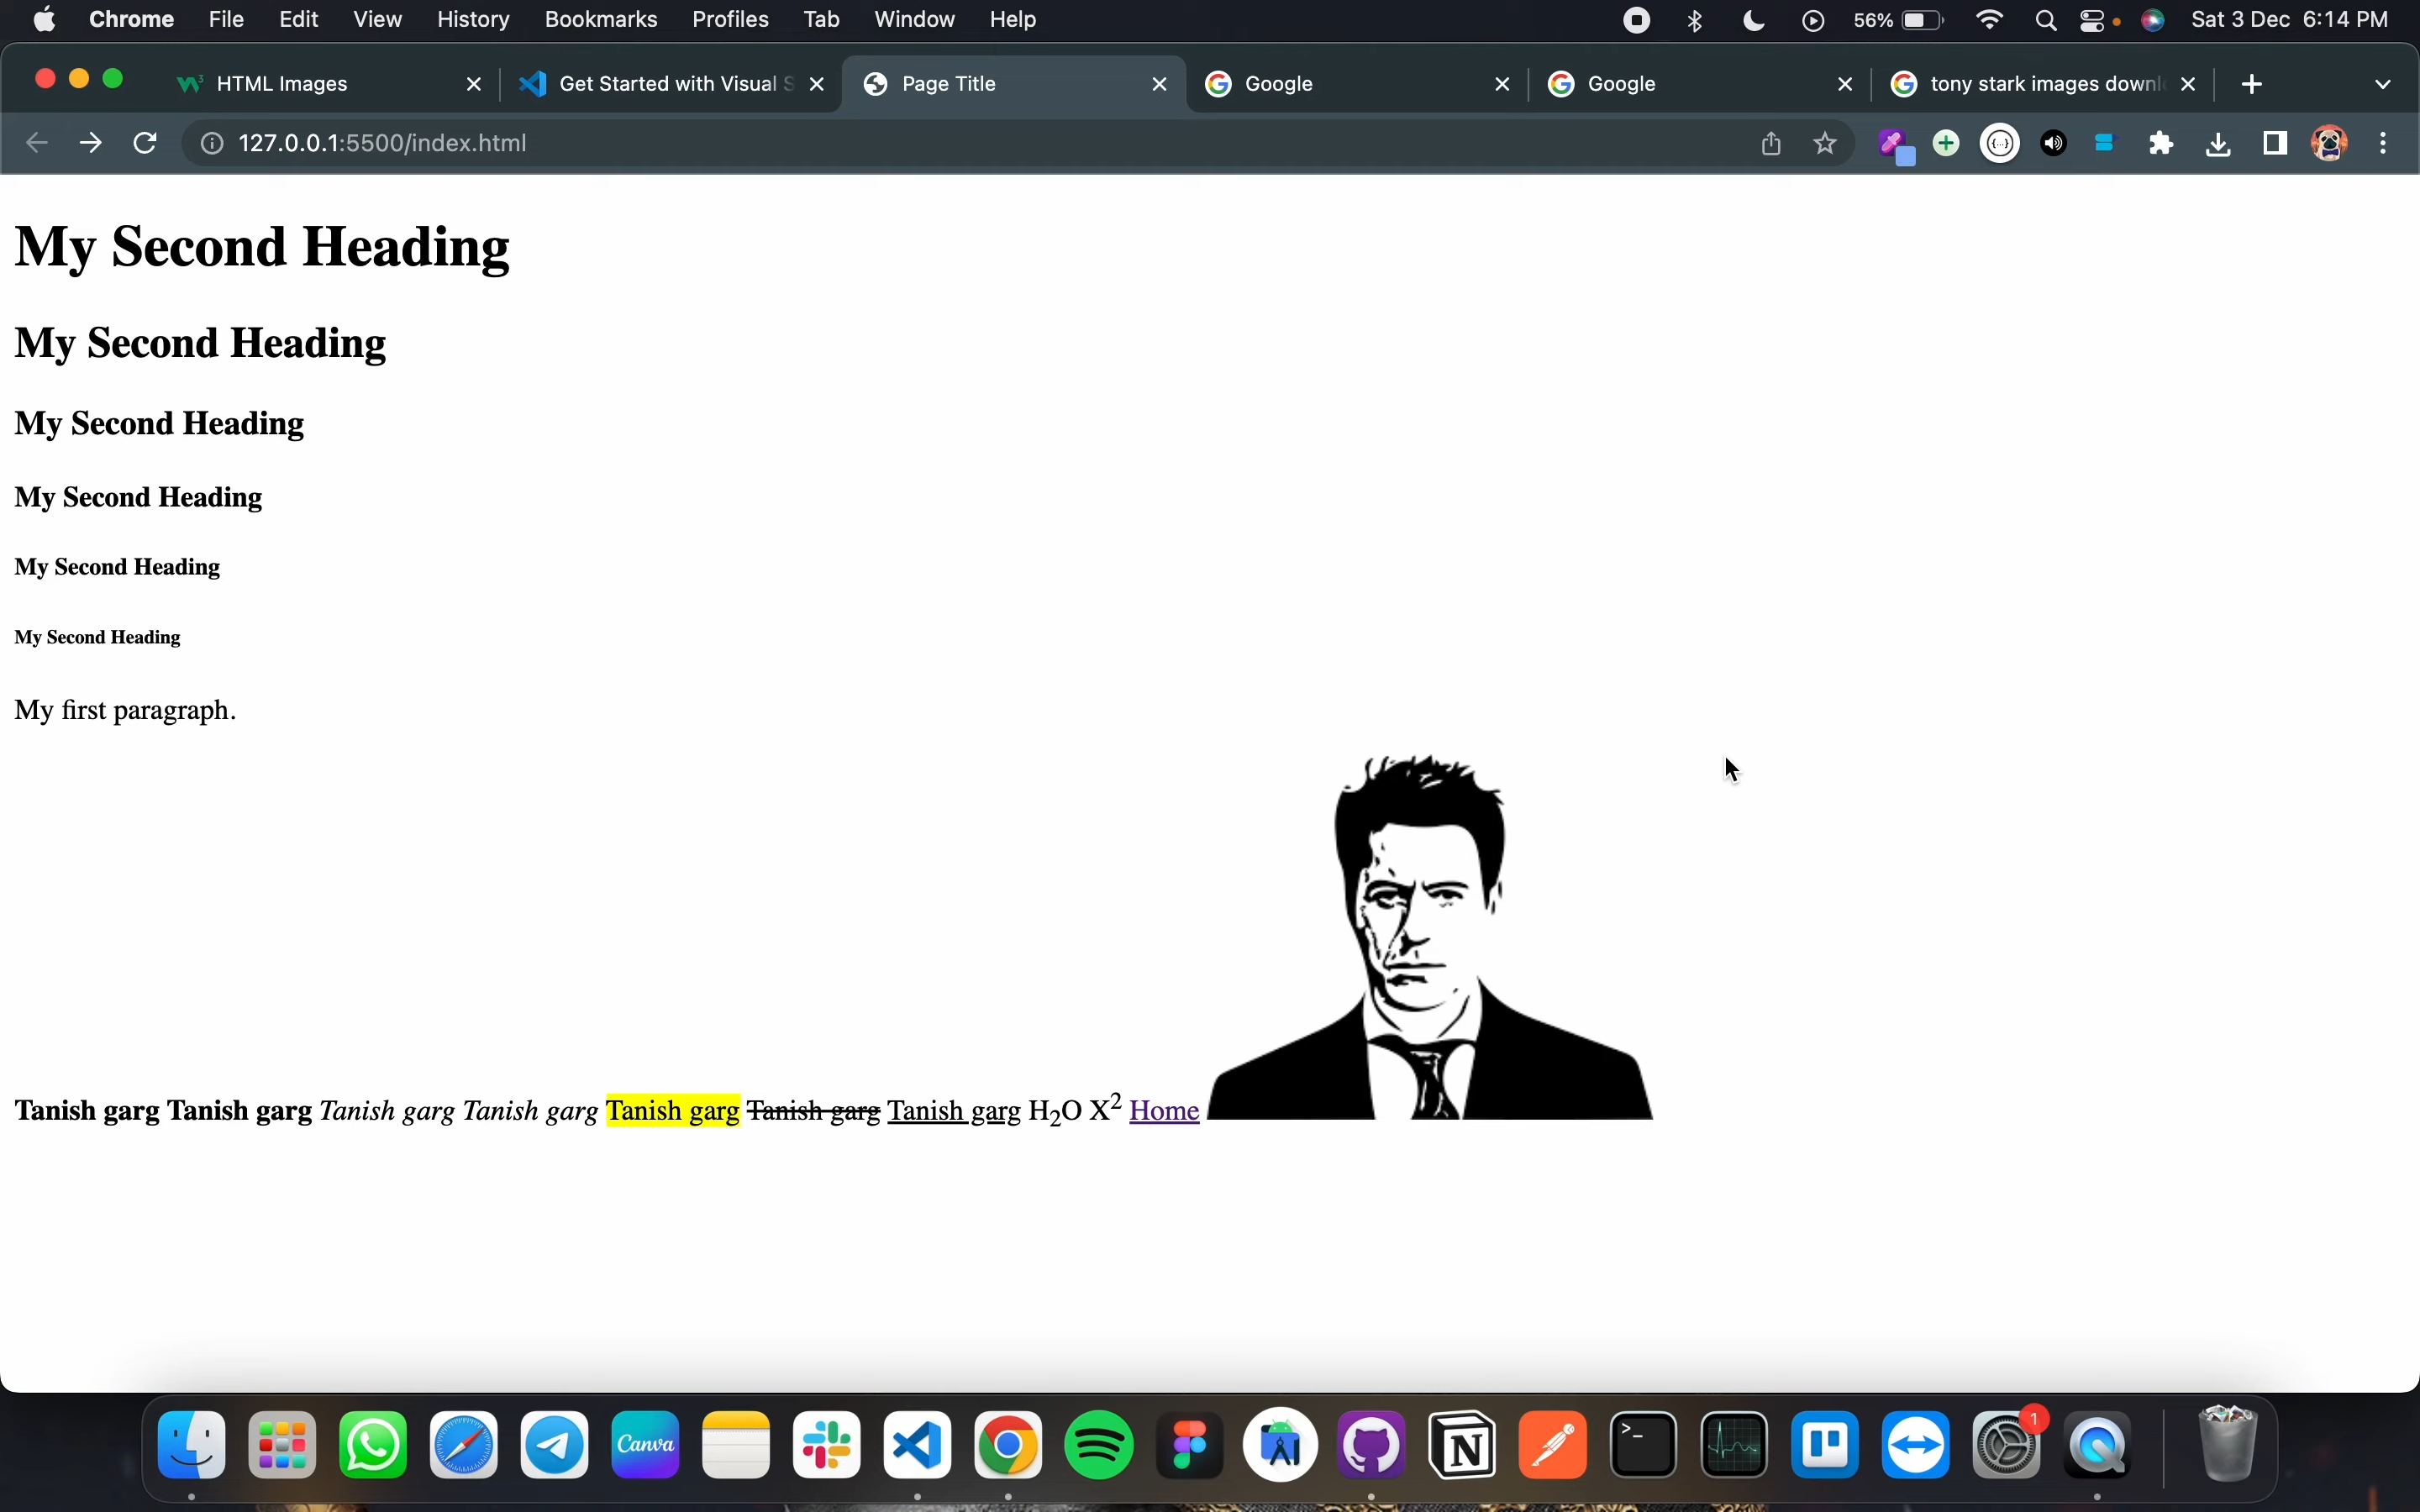 Chrome File Edit View History Bookmarks Profiles Tab Window Help 56% Sat 3 Dec 6:14 PM
HTML Images Get Started with Visual S Page Title Google Google tony stark images downl
127.0.0.1:5500/index.html
My Second Heading
My Second Heading
My Second Heading
My Second Heading
My Second Heading
My Second Heading
My first paragraph.
Tanish garg Tanish garg Tanish garg Tanish garg Tanish garg Tanish garg Tanish garg H₂O X² Home
Canva
1